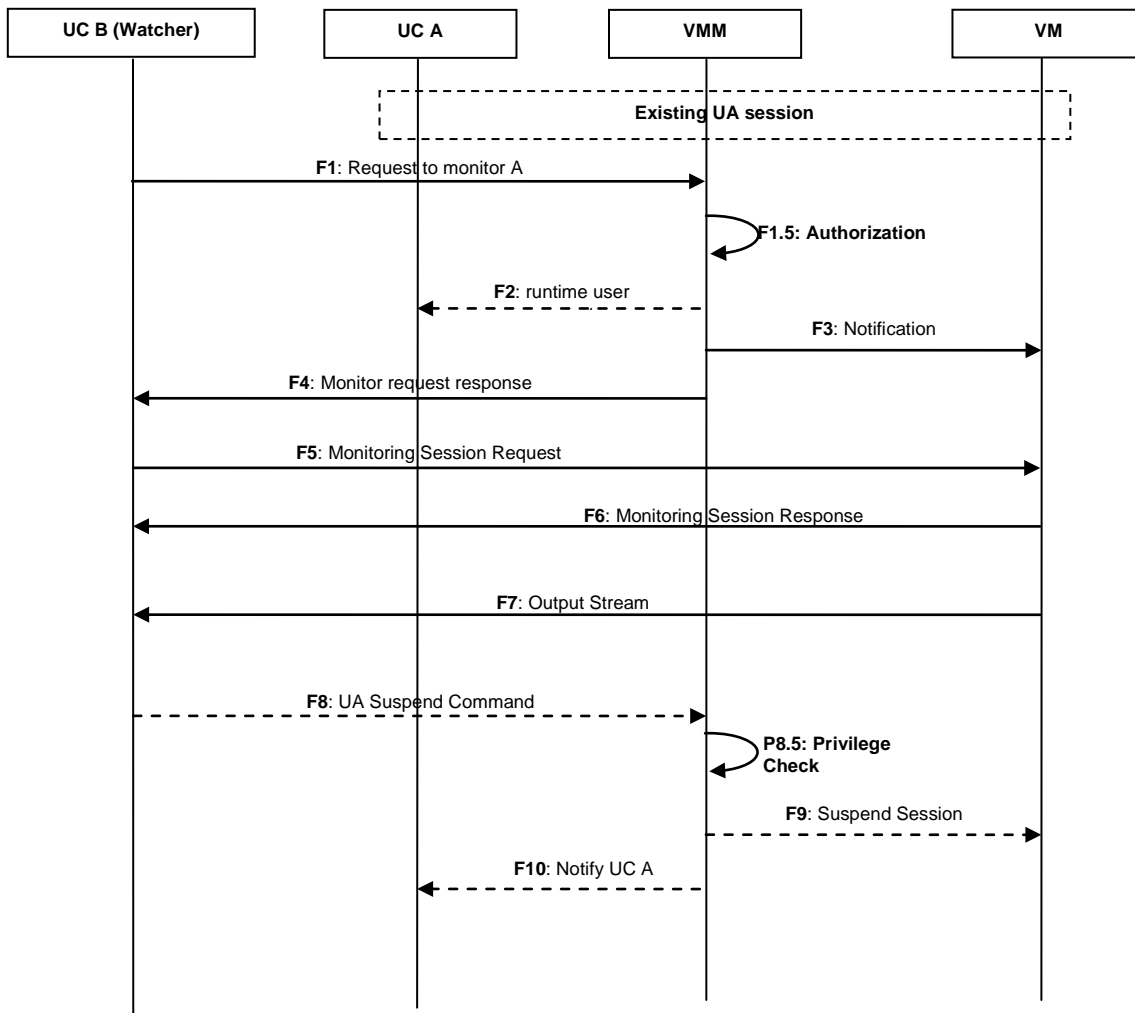 UC B (Watcher)
UC A
VMM
VM
Existing UA session
F1: Request to monitor A
F1.5: Authorization
F2: runtime user
F3: Notification
F4: Monitor request response
F5: Monitoring Session Request
F6: Monitoring Session Response
F7: Output Stream
F8: UA Suspend Command
P8.5: Privilege
Check
F9: Suspend Session
F10: Notify UC A